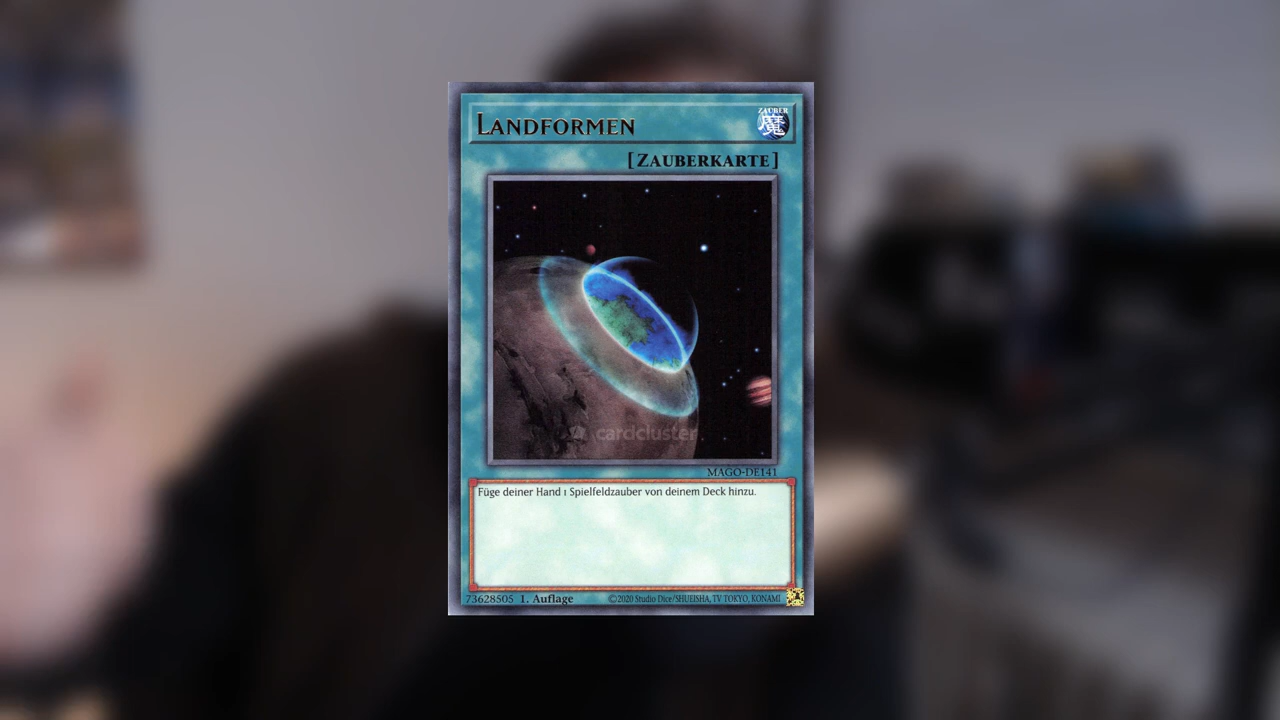 Landformen
ZAUBER
魔
[Zauberkarte]
cardcluster
MAGO-DE141
Füge deiner Hand 1 Spielfeldzauber von deinem Deck hinzu.
73628505 1. Auflage ©2020 Studio Dice/SHUEISHA, TV TOKYO, KONAMI